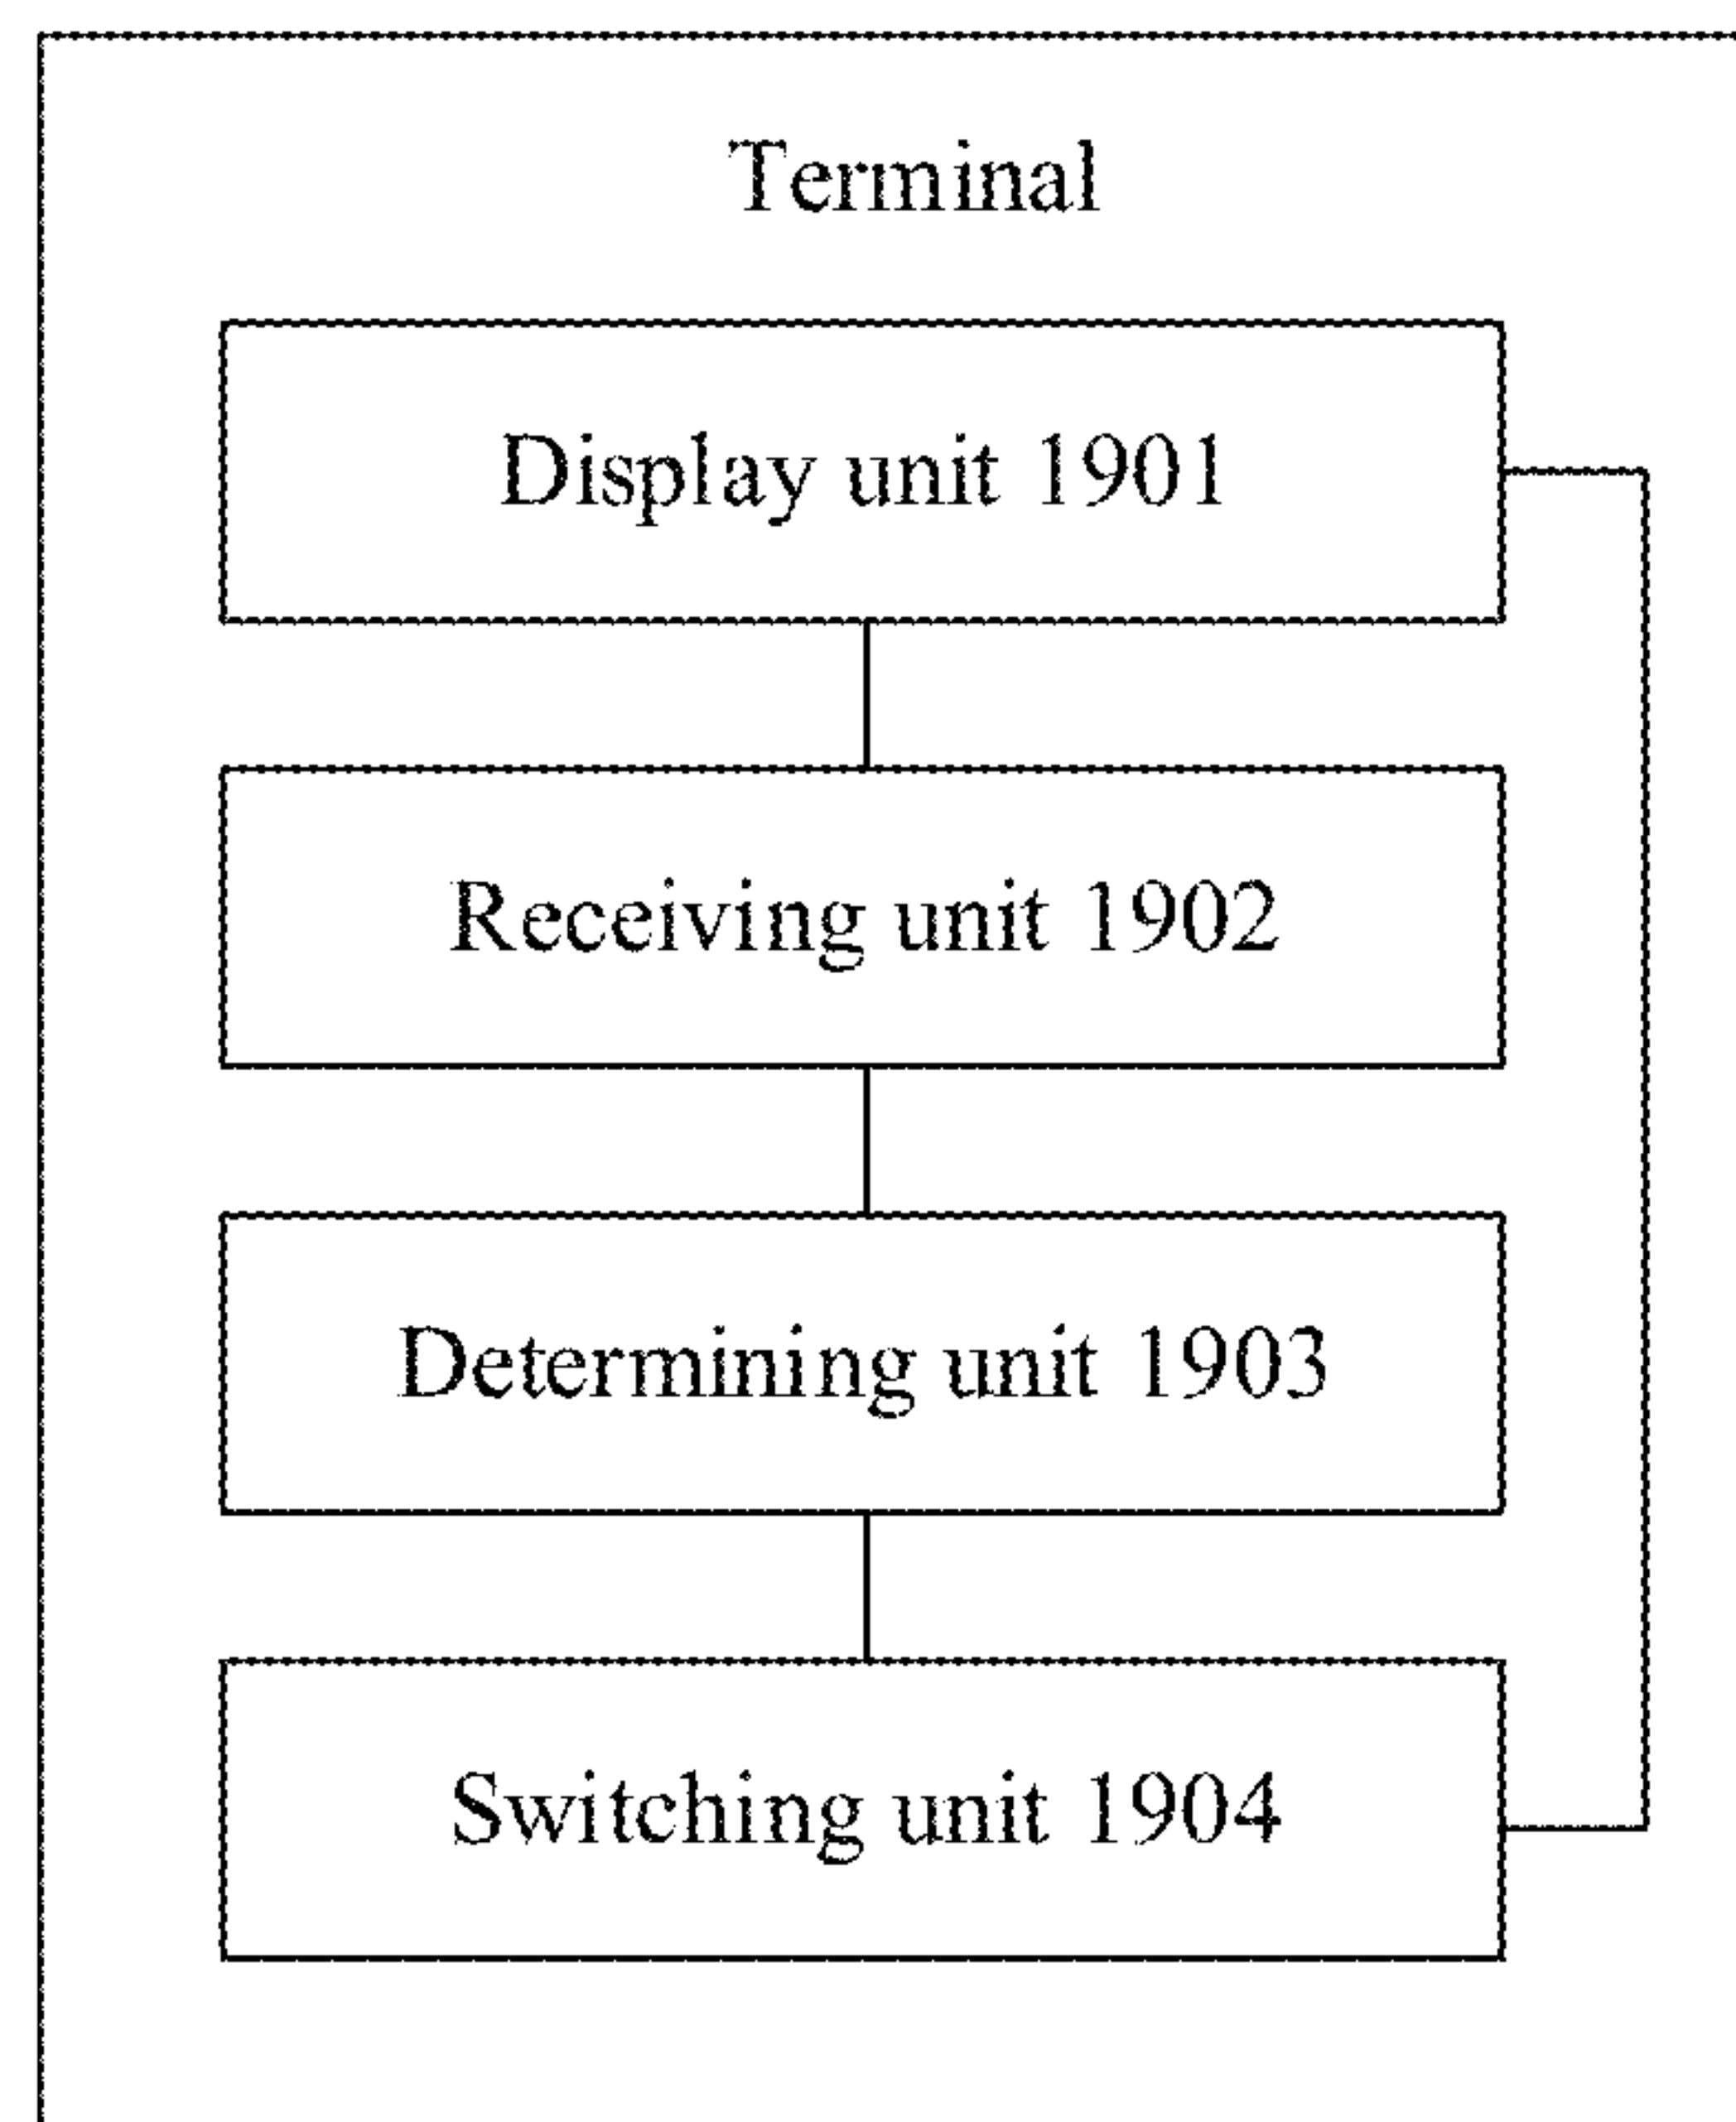 Terminal
Display unit 1901
Receiving unit 1902
Determining unit 1903
Switching unit 1904